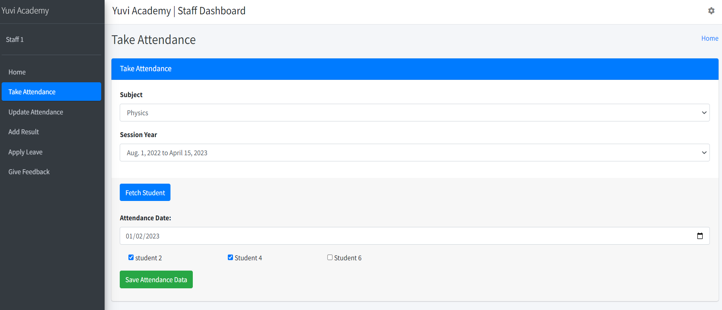 Yuvi Academy
Yuvi Academy | Staff Dashboard
Staff 1
Home
Take Attendance
Update Attendance
Add Result
Apply Leave
Give Feedback
Take Attendance
Home
Take Attendance
Subject
Physics
Session Year
Aug. 1, 2022 to April 15, 2023
Fetch Student
Attendance Date:
01/02/2023
student 2 Student 4 Student 6
Save Attendance Data